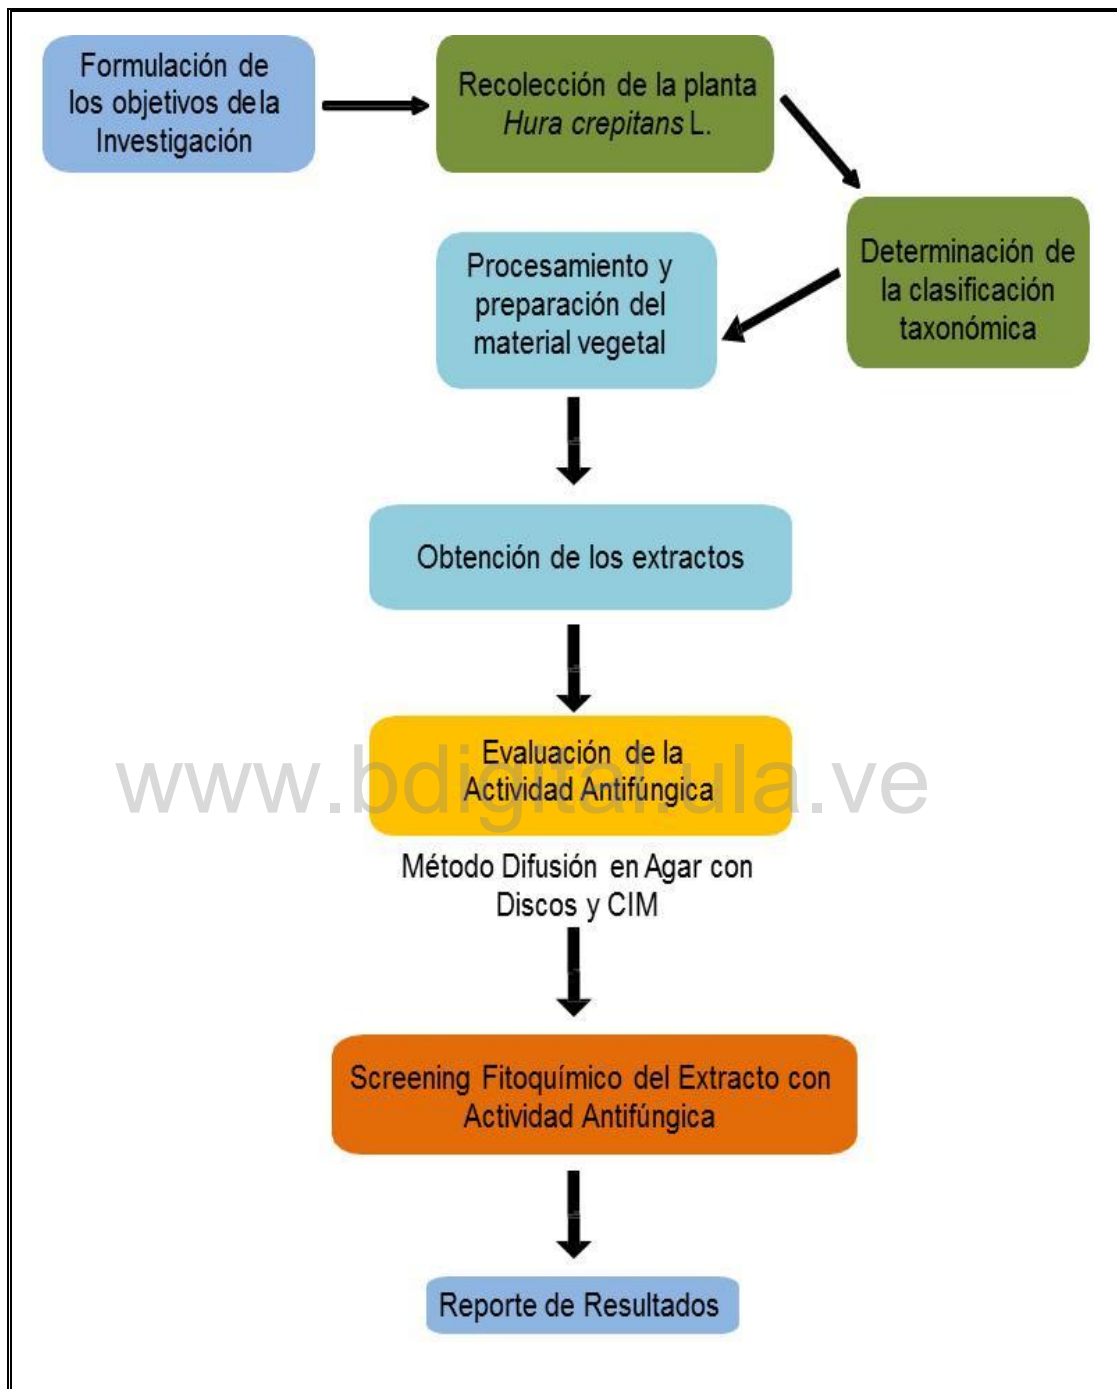 Formulación de
los objetivos de la
Investigación
Recolección de la planta
Hura crepitans L.
Determinación de
la clasificación
taxonómica
Procesamiento y
preparación del
material vegetal
Obtención de los extractos
Evaluación de la
Actividad Antifúngica
www.bdigital.ula.ve
Método Difusión en Agar con
Discos y CIM
Screening Fitoquímico del Extracto con
Actividad Antifúngica
Reporte de Resultados